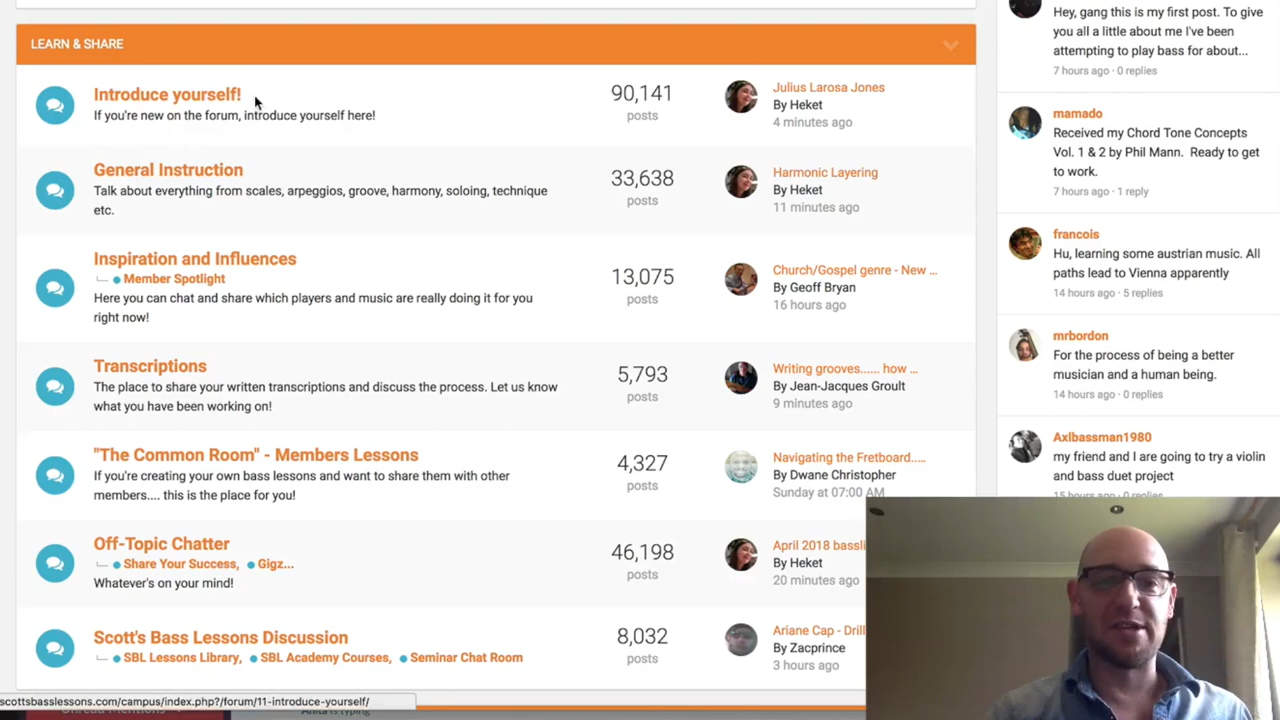 LEARN & SHARE
Introduce yourself!
If you're new on the forum, introduce yourself here!
90,141
posts
Julius Larosa Jones
By Heket
4 minutes ago
General Instruction
Talk about everything from scales, arpeggios, groove, harmony, soloing, technique
etc.
33,638
posts
Harmonic Layering
By Heket
11 minutes ago
Inspiration and Influences
Member Spotlight
Here you can chat and share which players and music are really doing it for you
right now!
13,075
posts
Church/Gospel genre - New ...
By Geoff Bryan
16 hours ago
Transcriptions
The place to share your written transcriptions and discuss the process. Let us know
what you have been working on!
5,793
posts
Writing grooves...... how ...
By Jean-Jacques Groult
9 minutes ago
"The Common Room" - Members Lessons
If you're creating your own bass lessons and want to share them with other
members.... this is the place for you!
4,327
posts
Navigating the Fretboard.....
By Dwane Christopher
Sunday at 07:00 AM
Off-Topic Chatter
Share Your Success, Gigz...
Whatever's on your mind!
46,198
posts
April 2018 bassli
By Heket
20 minutes ago
Scott's Bass Lessons Discussion
SBL Lessons Library, SBL Academy Courses, Seminar Chat Room
8,032
posts
Ariane Cap - Drill
By Zacprince
3 hours ago
scottsbasslessons.com/campus/index.php?/forum/11-introduce-yourself/
Hey, gang this is my first post. To give
you all a little about me I've been
attempting to play bass for about...
7 hours ago · 0 replies
mamado
Received my Chord Tone Concepts
Vol. 1 & 2 by Phil Mann. Ready to get
to work.
7 hours ago · 1 reply
francois
Hu, learning some austrian music. All
paths lead to Vienna apparently
14 hours ago · 5 replies
mrbordon
For the process of being a better
musician and a human being.
14 hours ago · 0 replies
Axlbassman1980
my friend and I are going to try a violin
and bass duet project
15 hours ago · 0 replies